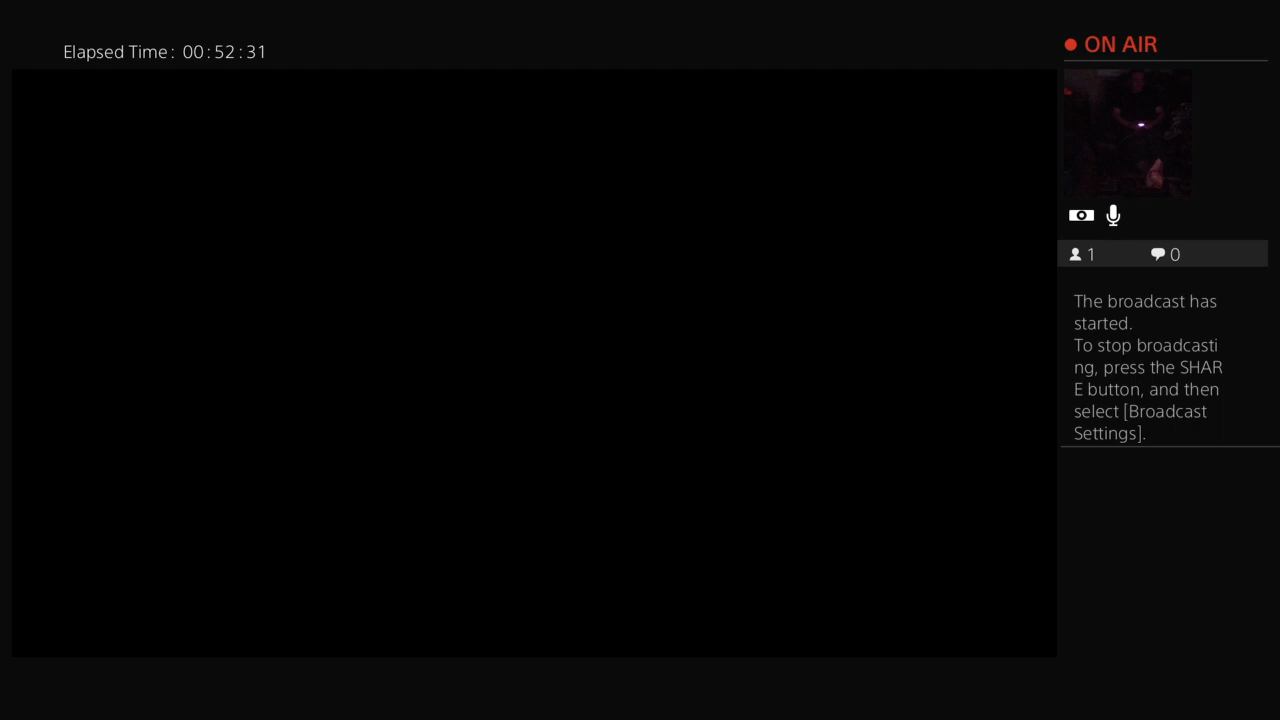 Elapsed Time: 00:52:31
ON AIR
1
0
The broadcast has
started.
To stop broadcasti
ng, press the SHAR
E button, and then
select [Broadcast
Settings].